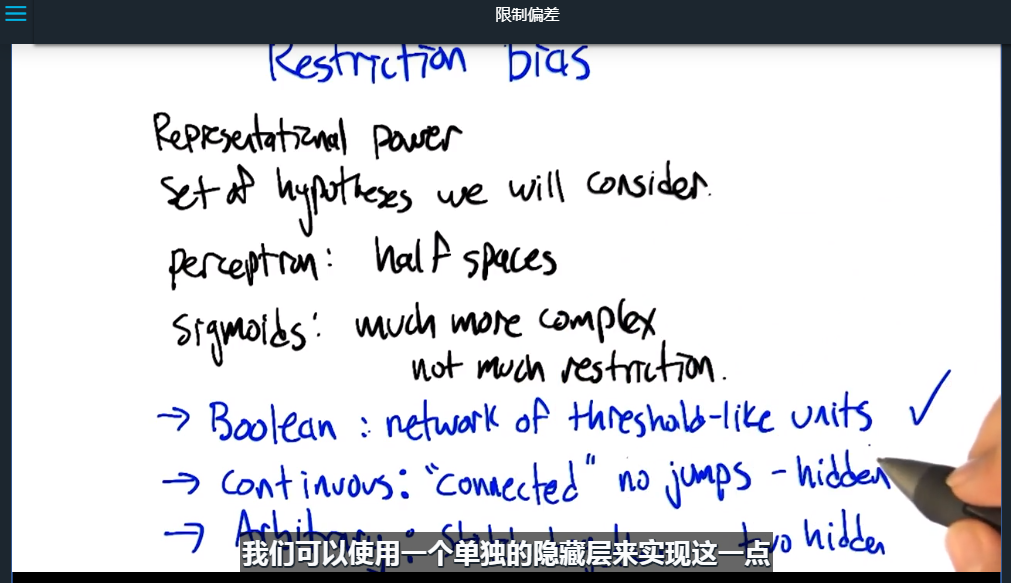 限制偏差
Restriction bias
Representational power
set of hypotheses we will consider.
perceptron: half spaces
sigmoids: much more complex
not much restriction.
→ Boolean: network of threshold-like units ✓
→ continuous: "connected" no jumps - hidden
→ Arbitrary: two hidden
我们可以使用一个单独的隐藏层来实现这一点